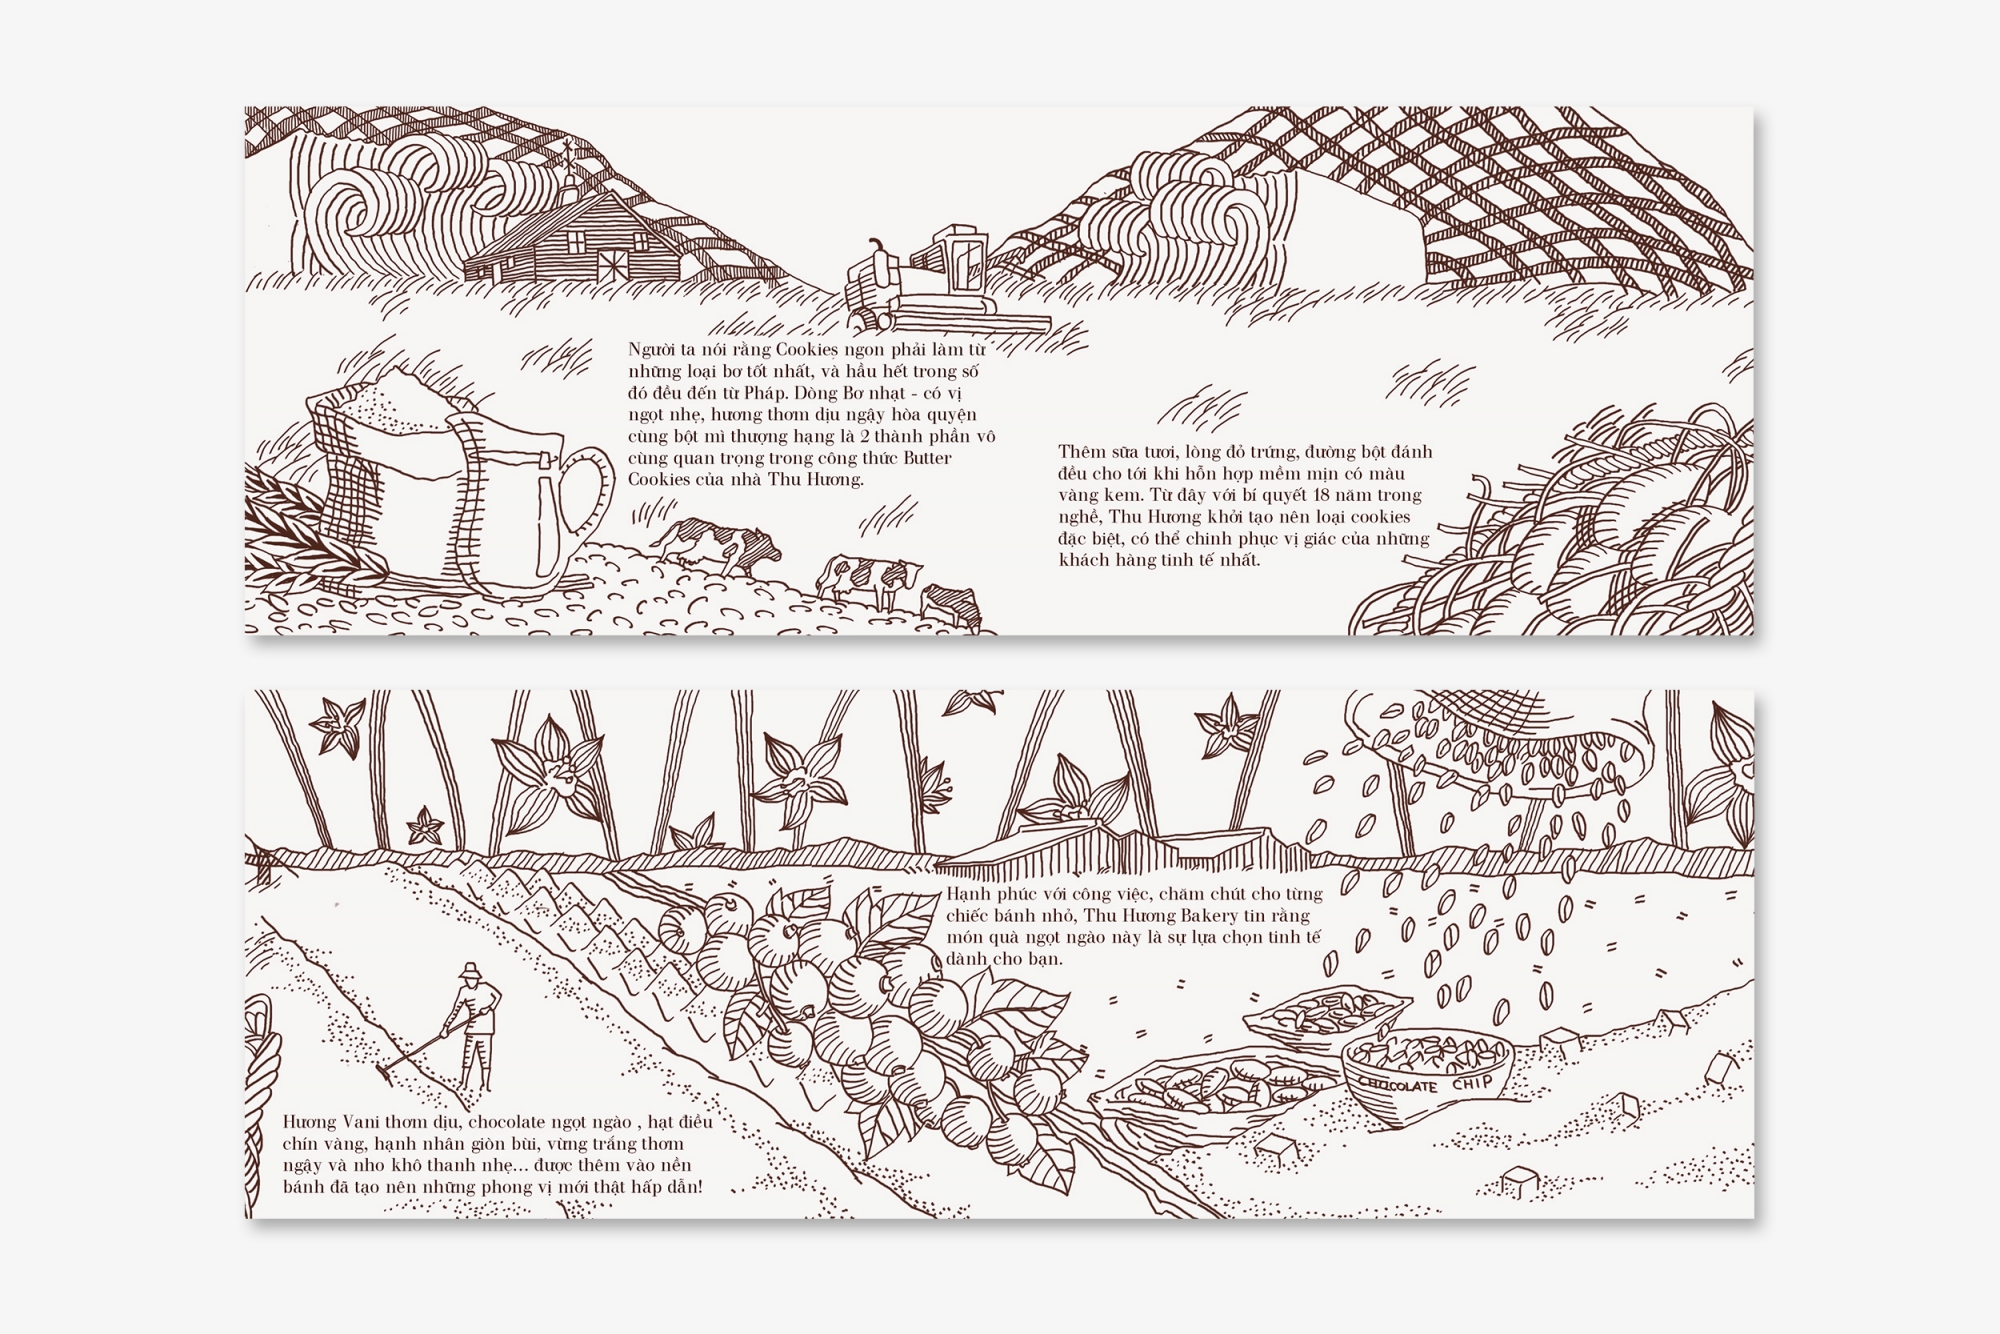 Người ta nói rằng Cookies ngon phải làm từ
những loại bơ tốt nhất, và hầu hết trong số
đó đều đến từ Pháp. Dòng Bơ nhạt - có vị
ngọt nhẹ, hương thơm dịu ngậy hòa quyện
cùng bột mì thượng hạng là 2 thành phần vô
cùng quan trọng trong công thức Butter
Cookies của nhà Thu Hương.
Thêm sữa tươi, lòng đỏ trứng, đường bột đánh
đều cho tới khi hỗn hợp mềm mịn có màu
vàng kem. Từ đây với bí quyết 18 năm trong
nghề, Thu Hương khởi tạo nên loại cookies
đặc biệt, có thể chinh phục vị giác của những
khách hàng tinh tế nhất.
Hạnh phúc với công việc, chăm chút cho từng
chiếc bánh nhỏ, Thu Hương Bakery tin rằng
món quà ngọt ngào này là sự lựa chọn tinh tế
dành cho bạn.
CHOCOLATE CHIP
Hương Vani thơm dịu, chocolate ngọt ngào , hạt điều
chín vàng, hạnh nhân giòn bùi, vừng trắng thơm
ngậy và nho khô thanh nhẹ... được thêm vào nền
bánh đã tạo nên những phong vị mới thật hấp dẫn!